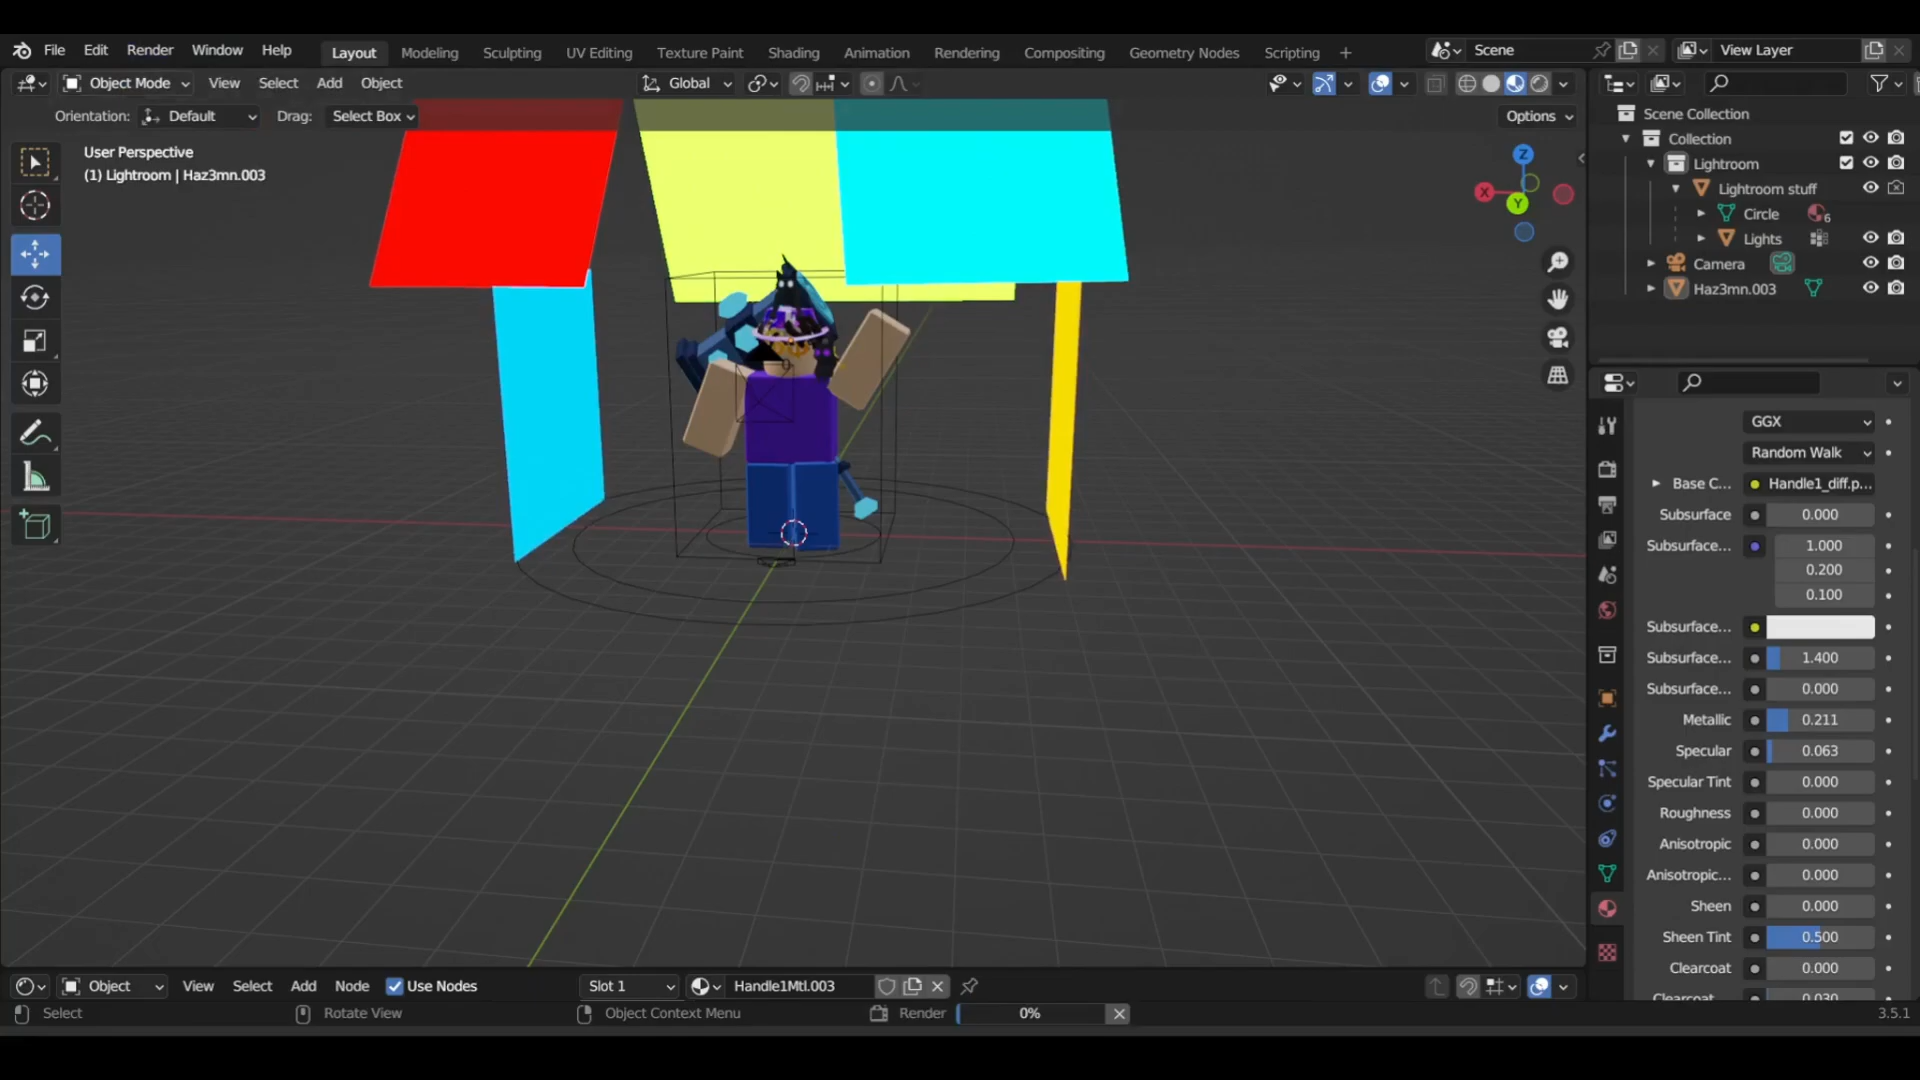 File Edit Render Window Help Layout Modeling Sculpting UV Editing Texture Paint Shading Animation Rendering Compositing Geometry Nodes Scripting + Scene View Layer
Object Mode View Select Add Object Global
Orientation: Default Drag: Select Box Options
User Perspective
(1) Lightroom | Haz3mn.003
Z
X
Y
Scene Collection
Collection
Lightroom
Lightroom stuff
Circle 6
Lights
Camera
Haz3mn.003
GGX
Random Walk
Base C... Handle1_diff.p...
Subsurface 0.000
Subsurface... 1.000
0.200
0.100
Subsurface...
Subsurface... 1.400
Subsurface... 0.000
Metallic 0.211
Specular 0.063
Specular Tint 0.000
Roughness 0.000
Anisotropic 0.000
Anisotropic... 0.000
Sheen 0.000
Sheen Tint 0.500
Clearcoat 0.000
Clearcoat... 0.030
Object View Select Add Node Use Nodes Slot 1 Handle1Mtl.003
Select Rotate View Object Context Menu Render 0% 3.5.1